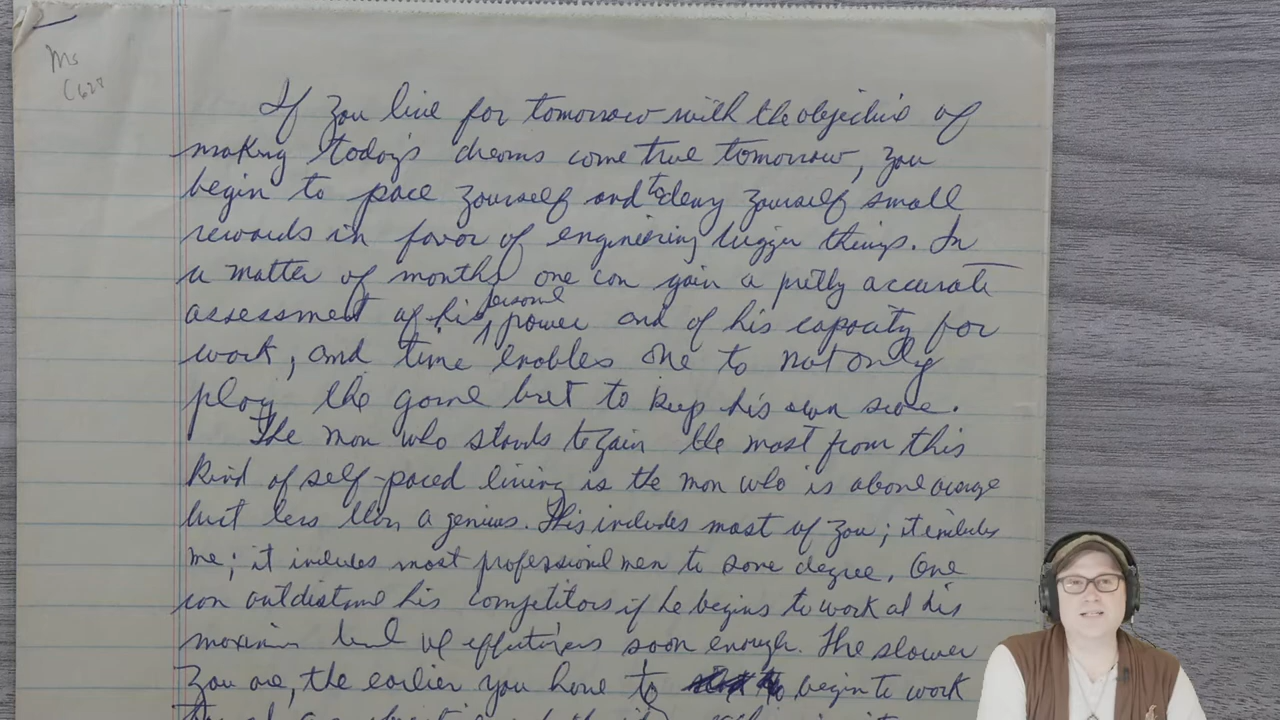 Ms
C628
If you live for tomorrow with the objective of
making today's dreams come true tomorrow, you
begin to pace yourself and to deny yourself small
rewards in favor of engineering bigger things. In
a matter of months one can gain a pretty accurate
assessment of his personal power and of his capacity for
work, and time enables one to not only
play the game but to keep his own score.
The man who stands to gain the most from this
kind of self-paced living is the man who is above average
but less than a genius. This includes most of you; it includes
me; it includes most professional men to some degree. One
can outdistance his competitors if he begins to work at his
maximum level of effectiveness soon enough. The slower
you are, the earlier you have to begin to work